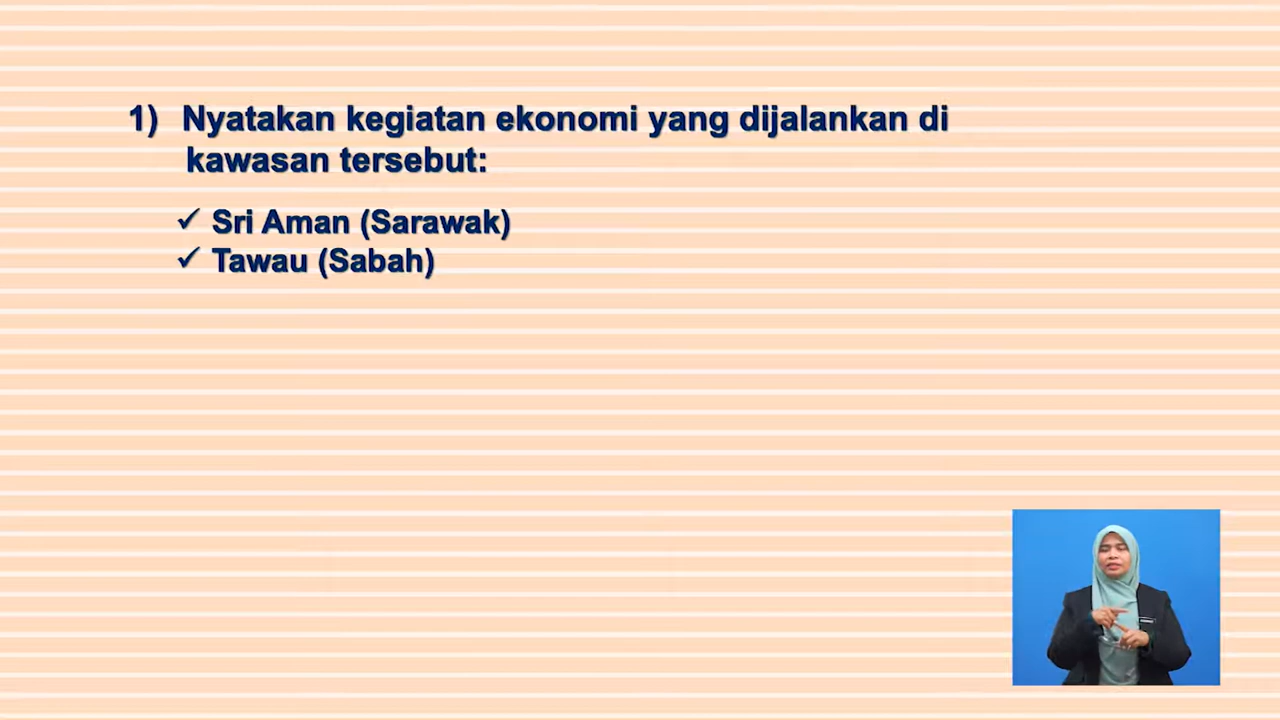 1) Nyatakan kegiatan ekonomi yang dijalankan di
kawasan tersebut:
✓ Sri Aman (Sarawak)
✓ Tawau (Sabah)